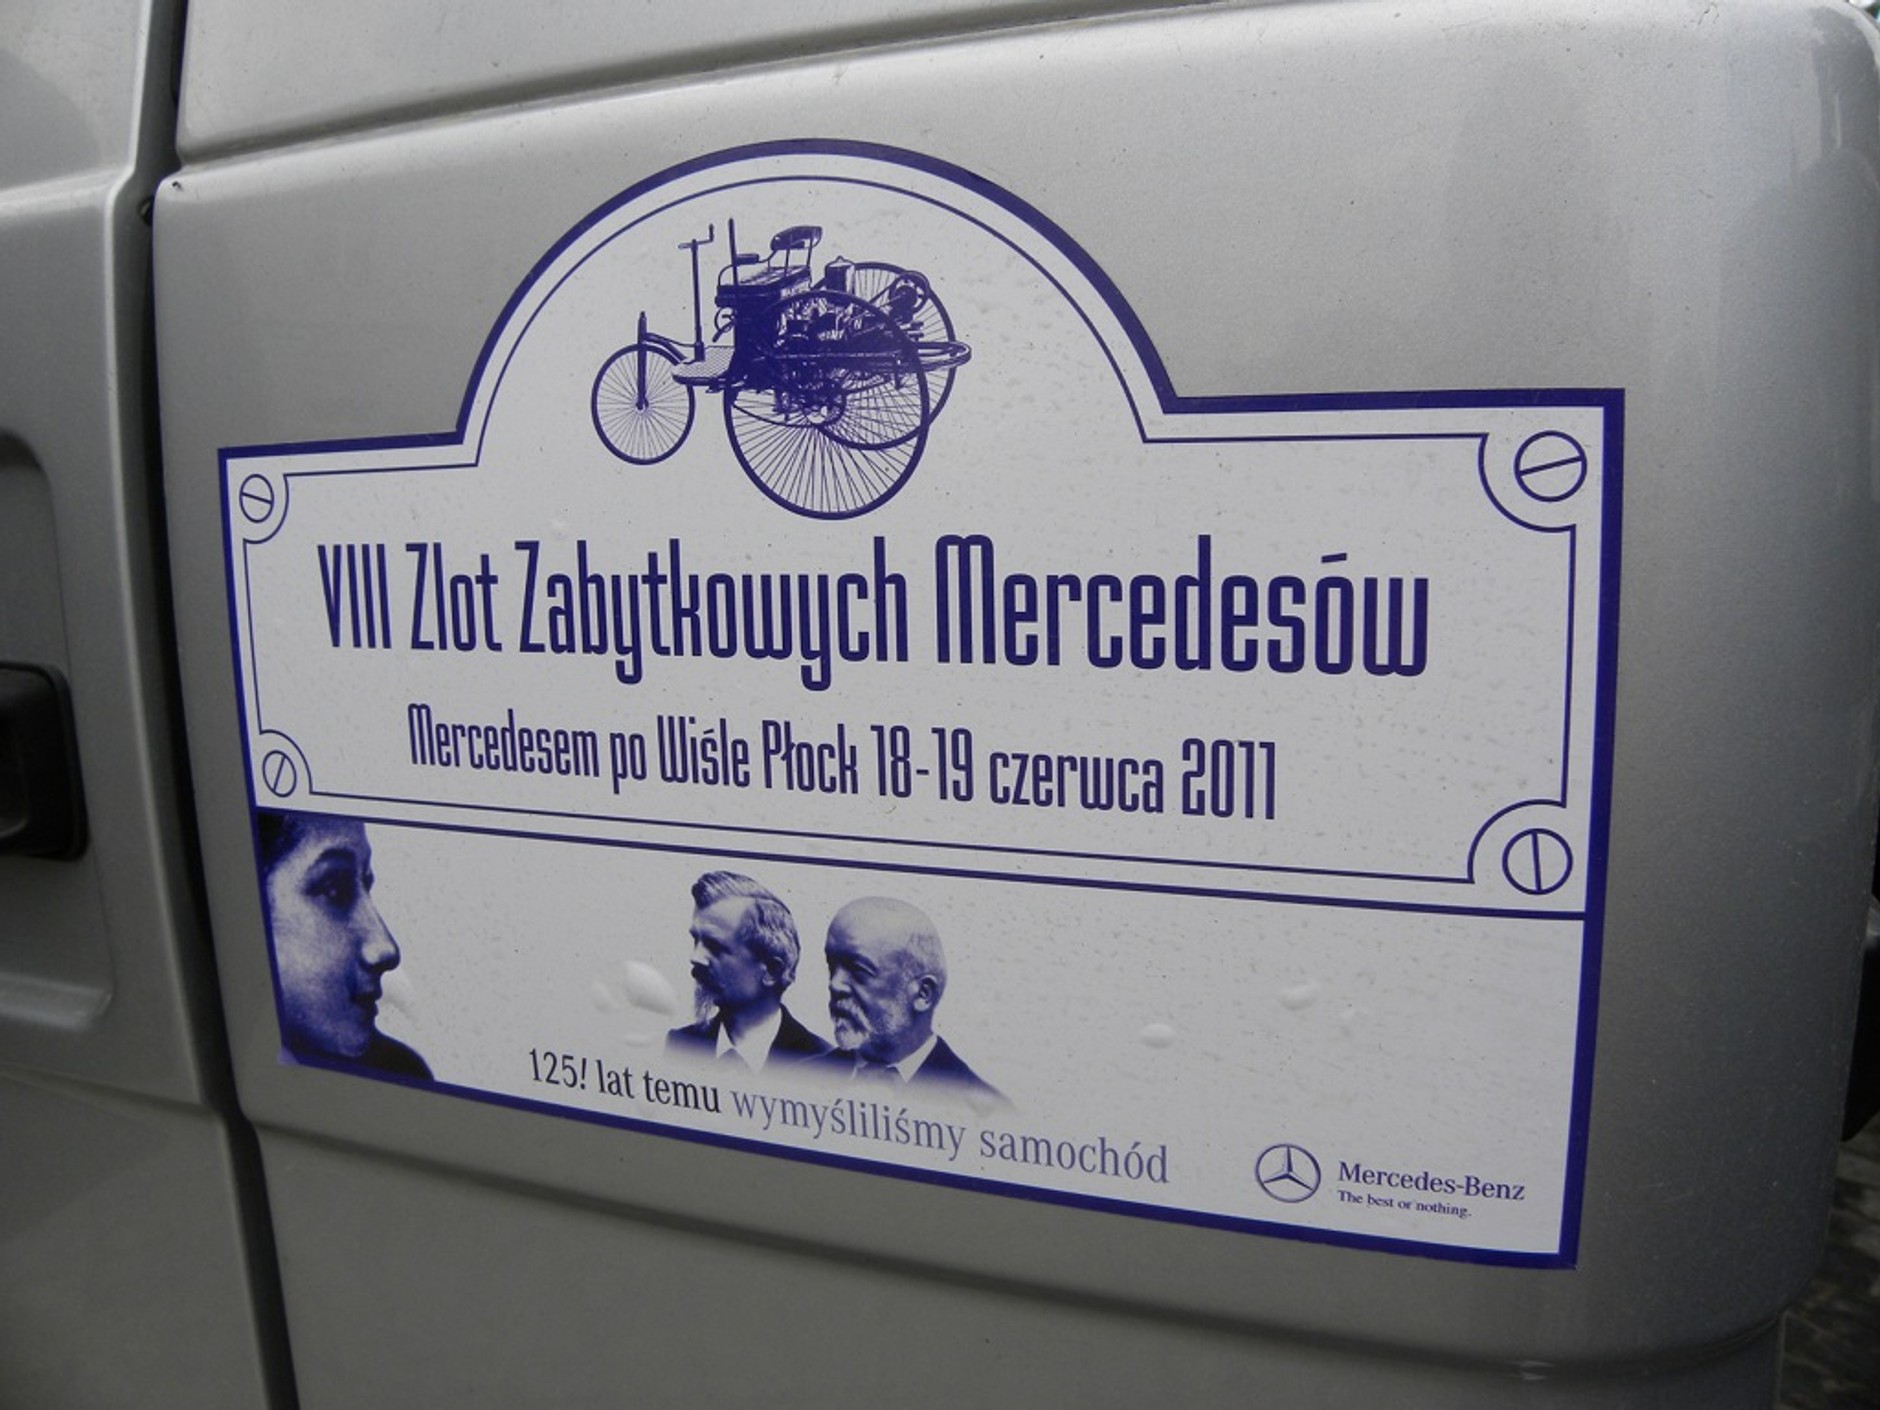 VIII Zlot Zabytkowych Mercedesów
Mercedesem po Wiśle Płock 18-19 czerwca 2011
125! lat temu wymyśliliśmy samochód
Mercedes-Benz
The best or nothing.